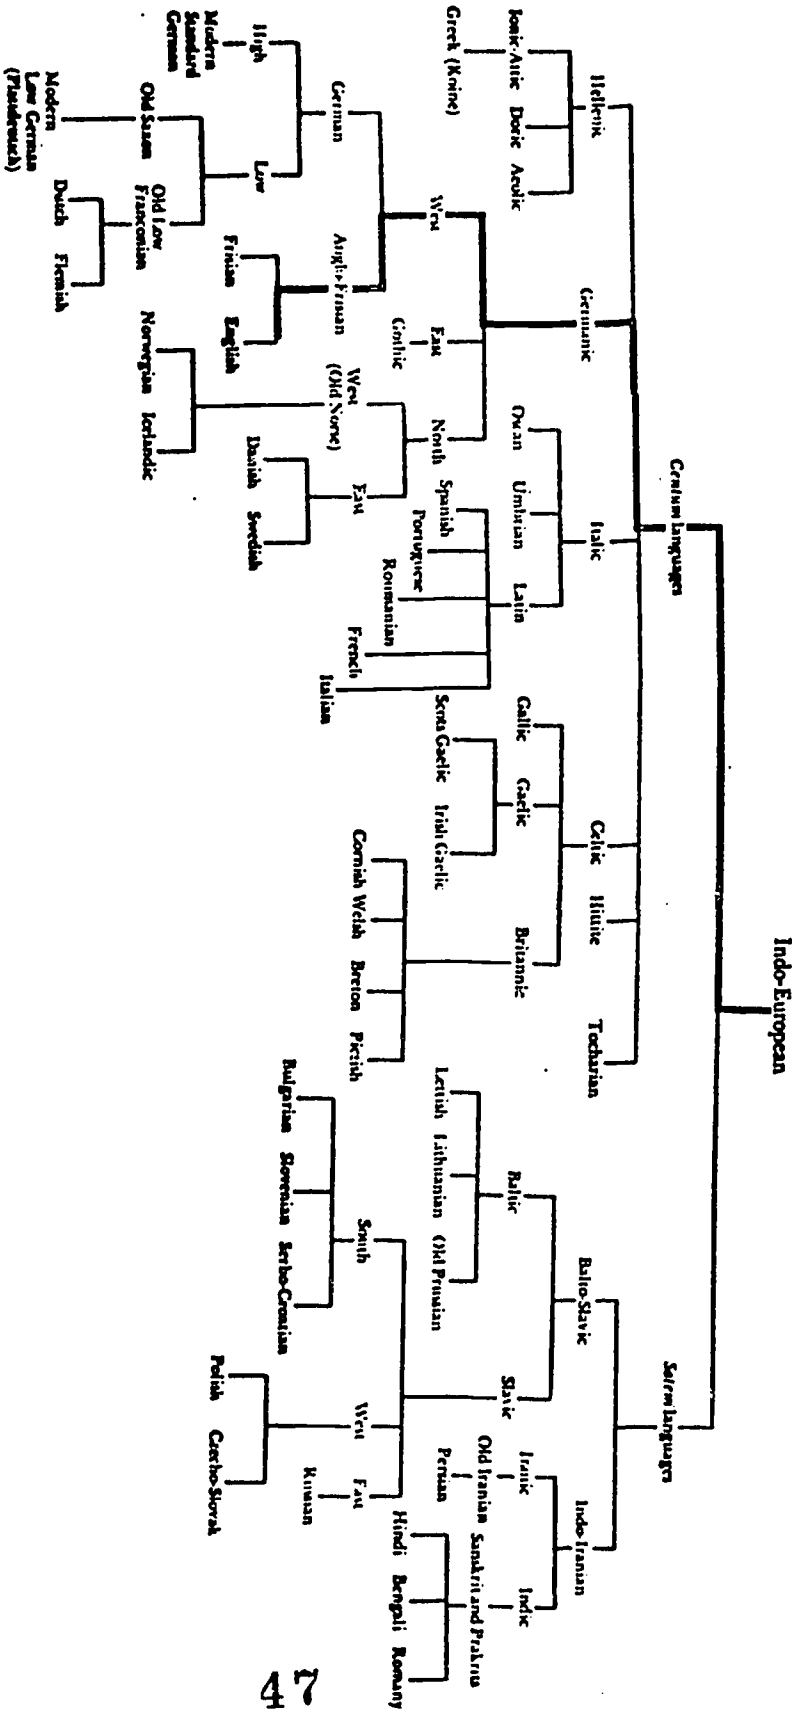 Indo-European
Centum languages
Satem languages
Hellenic
Germanic
Italic
Celtic
Hittite
Tocharian
Balto-Slavic
Indo-Iranian
Ionic-Attic
Doric
Aeolic
Greek (Koine)
West
East
Gothic
North
Oscan
Umbrian
Latin
Gallic
Gaelic
Britannic
Baltic
Slavic
Iranic
Old Iranian
Persian
Indic
Sanskrit and Prakrits
Hindi
Bengali
Romany
German
Anglo-Frisian
West
(Old Norse)
East
Spanish
Portuguese
Roumanian
French
Italian
Scots Gaelic
Irish Gaelic
Cornish
Welsh
Breton
Pictish
Lettish
Lithuanian
Old Prussian
South
West
East
Russian
High
Modern
Standard
German
Low
Frisian
English
Danish
Swedish
Bulgarian
Slovenian
Serbo-Croatian
Polish
Czecho-Slovak
Old Saxon
Old Low
Franconian
Norwegian
Icelandic
Modern
Low German
Dutch
Flemish
47